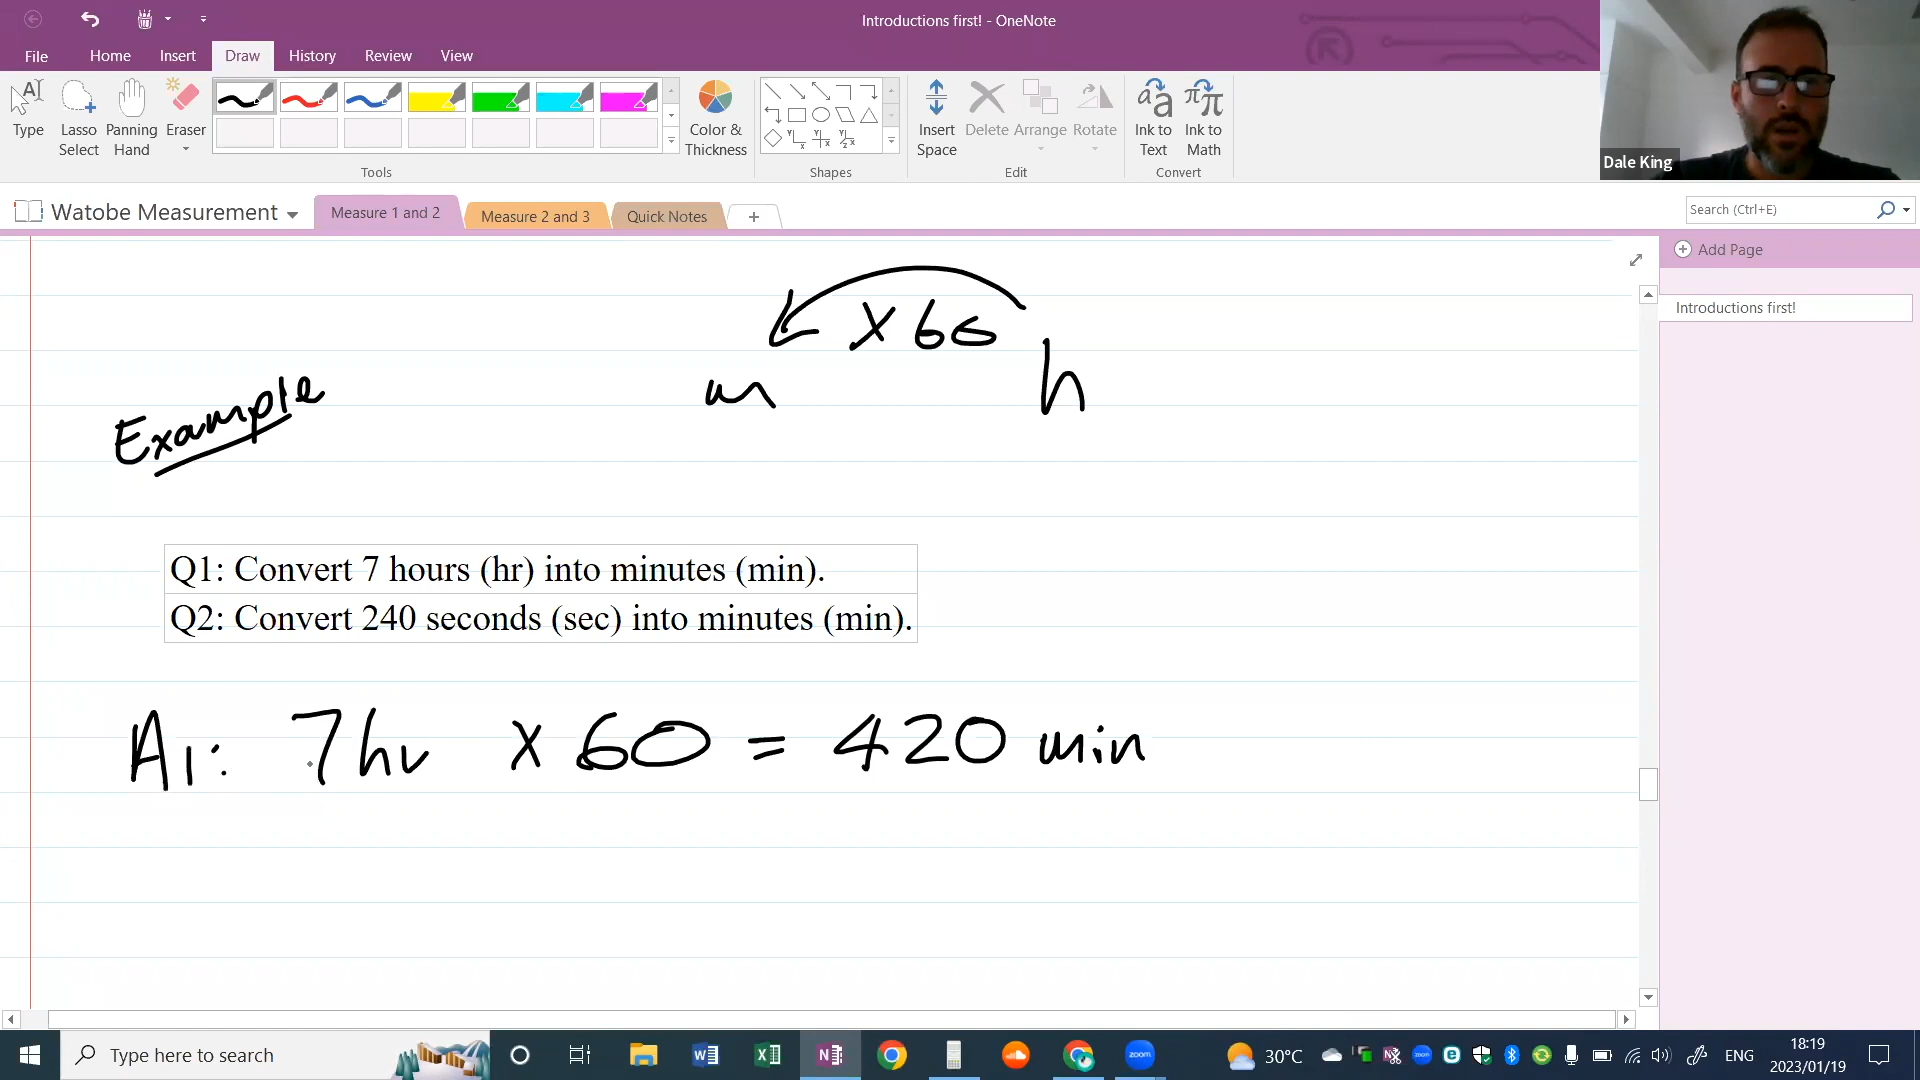 Introductions first! - OneNote
File Home Insert Draw History Review View
Type
Lasso Select
Panning Hand
Eraser
Color & Thickness
Insert Space
Delete
Arrange
Rotate
Ink to Text
Ink to Math
Tools
Shapes
Edit
Convert
Dale King
Watobe Measurement
Measure 1 and 2
Measure 2 and 3
Quick Notes
+
Search (Ctrl+E)
Add Page
Introductions first!
x 60
m h
Example
Q1: Convert 7 hours (hr) into minutes (min).
Q2: Convert 240 seconds (sec) into minutes (min).
A1: 7 hr x 60 = 420 min
Type here to search
zoom
30°C
ENG
18:19
2023/01/19